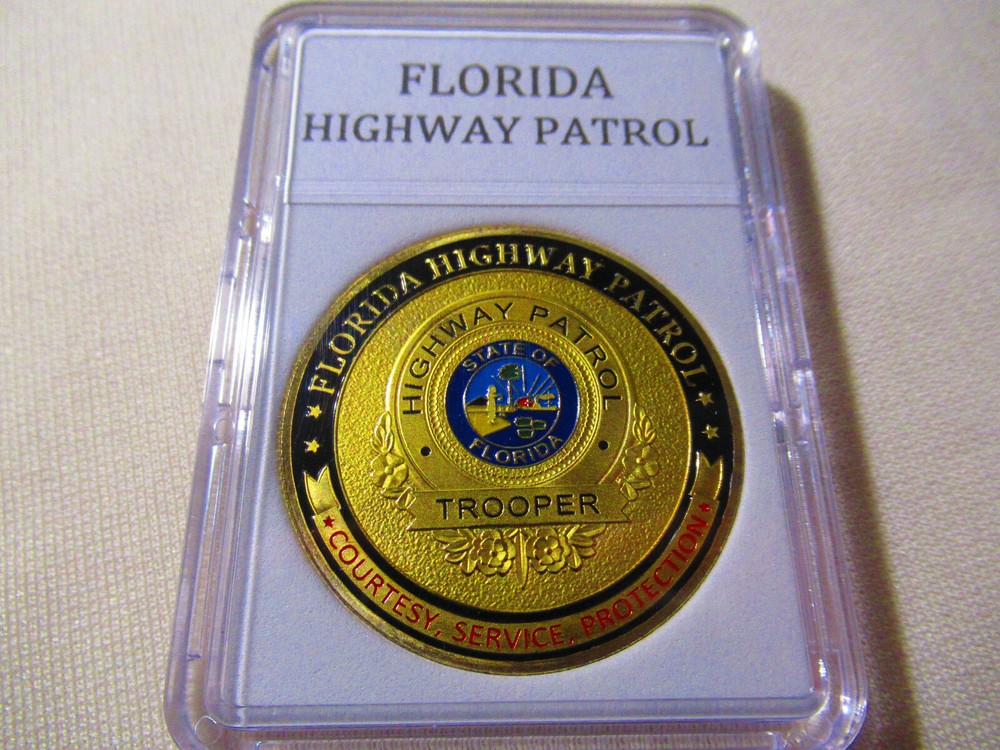 FLORIDA
HIGHWAY PATROL
FLORIDA HIGHWAY PATROL
HIGHWAY PATROL
STATE OF
FLORIDA
TROOPER
COURTESY, SERVICE, PROTECTION